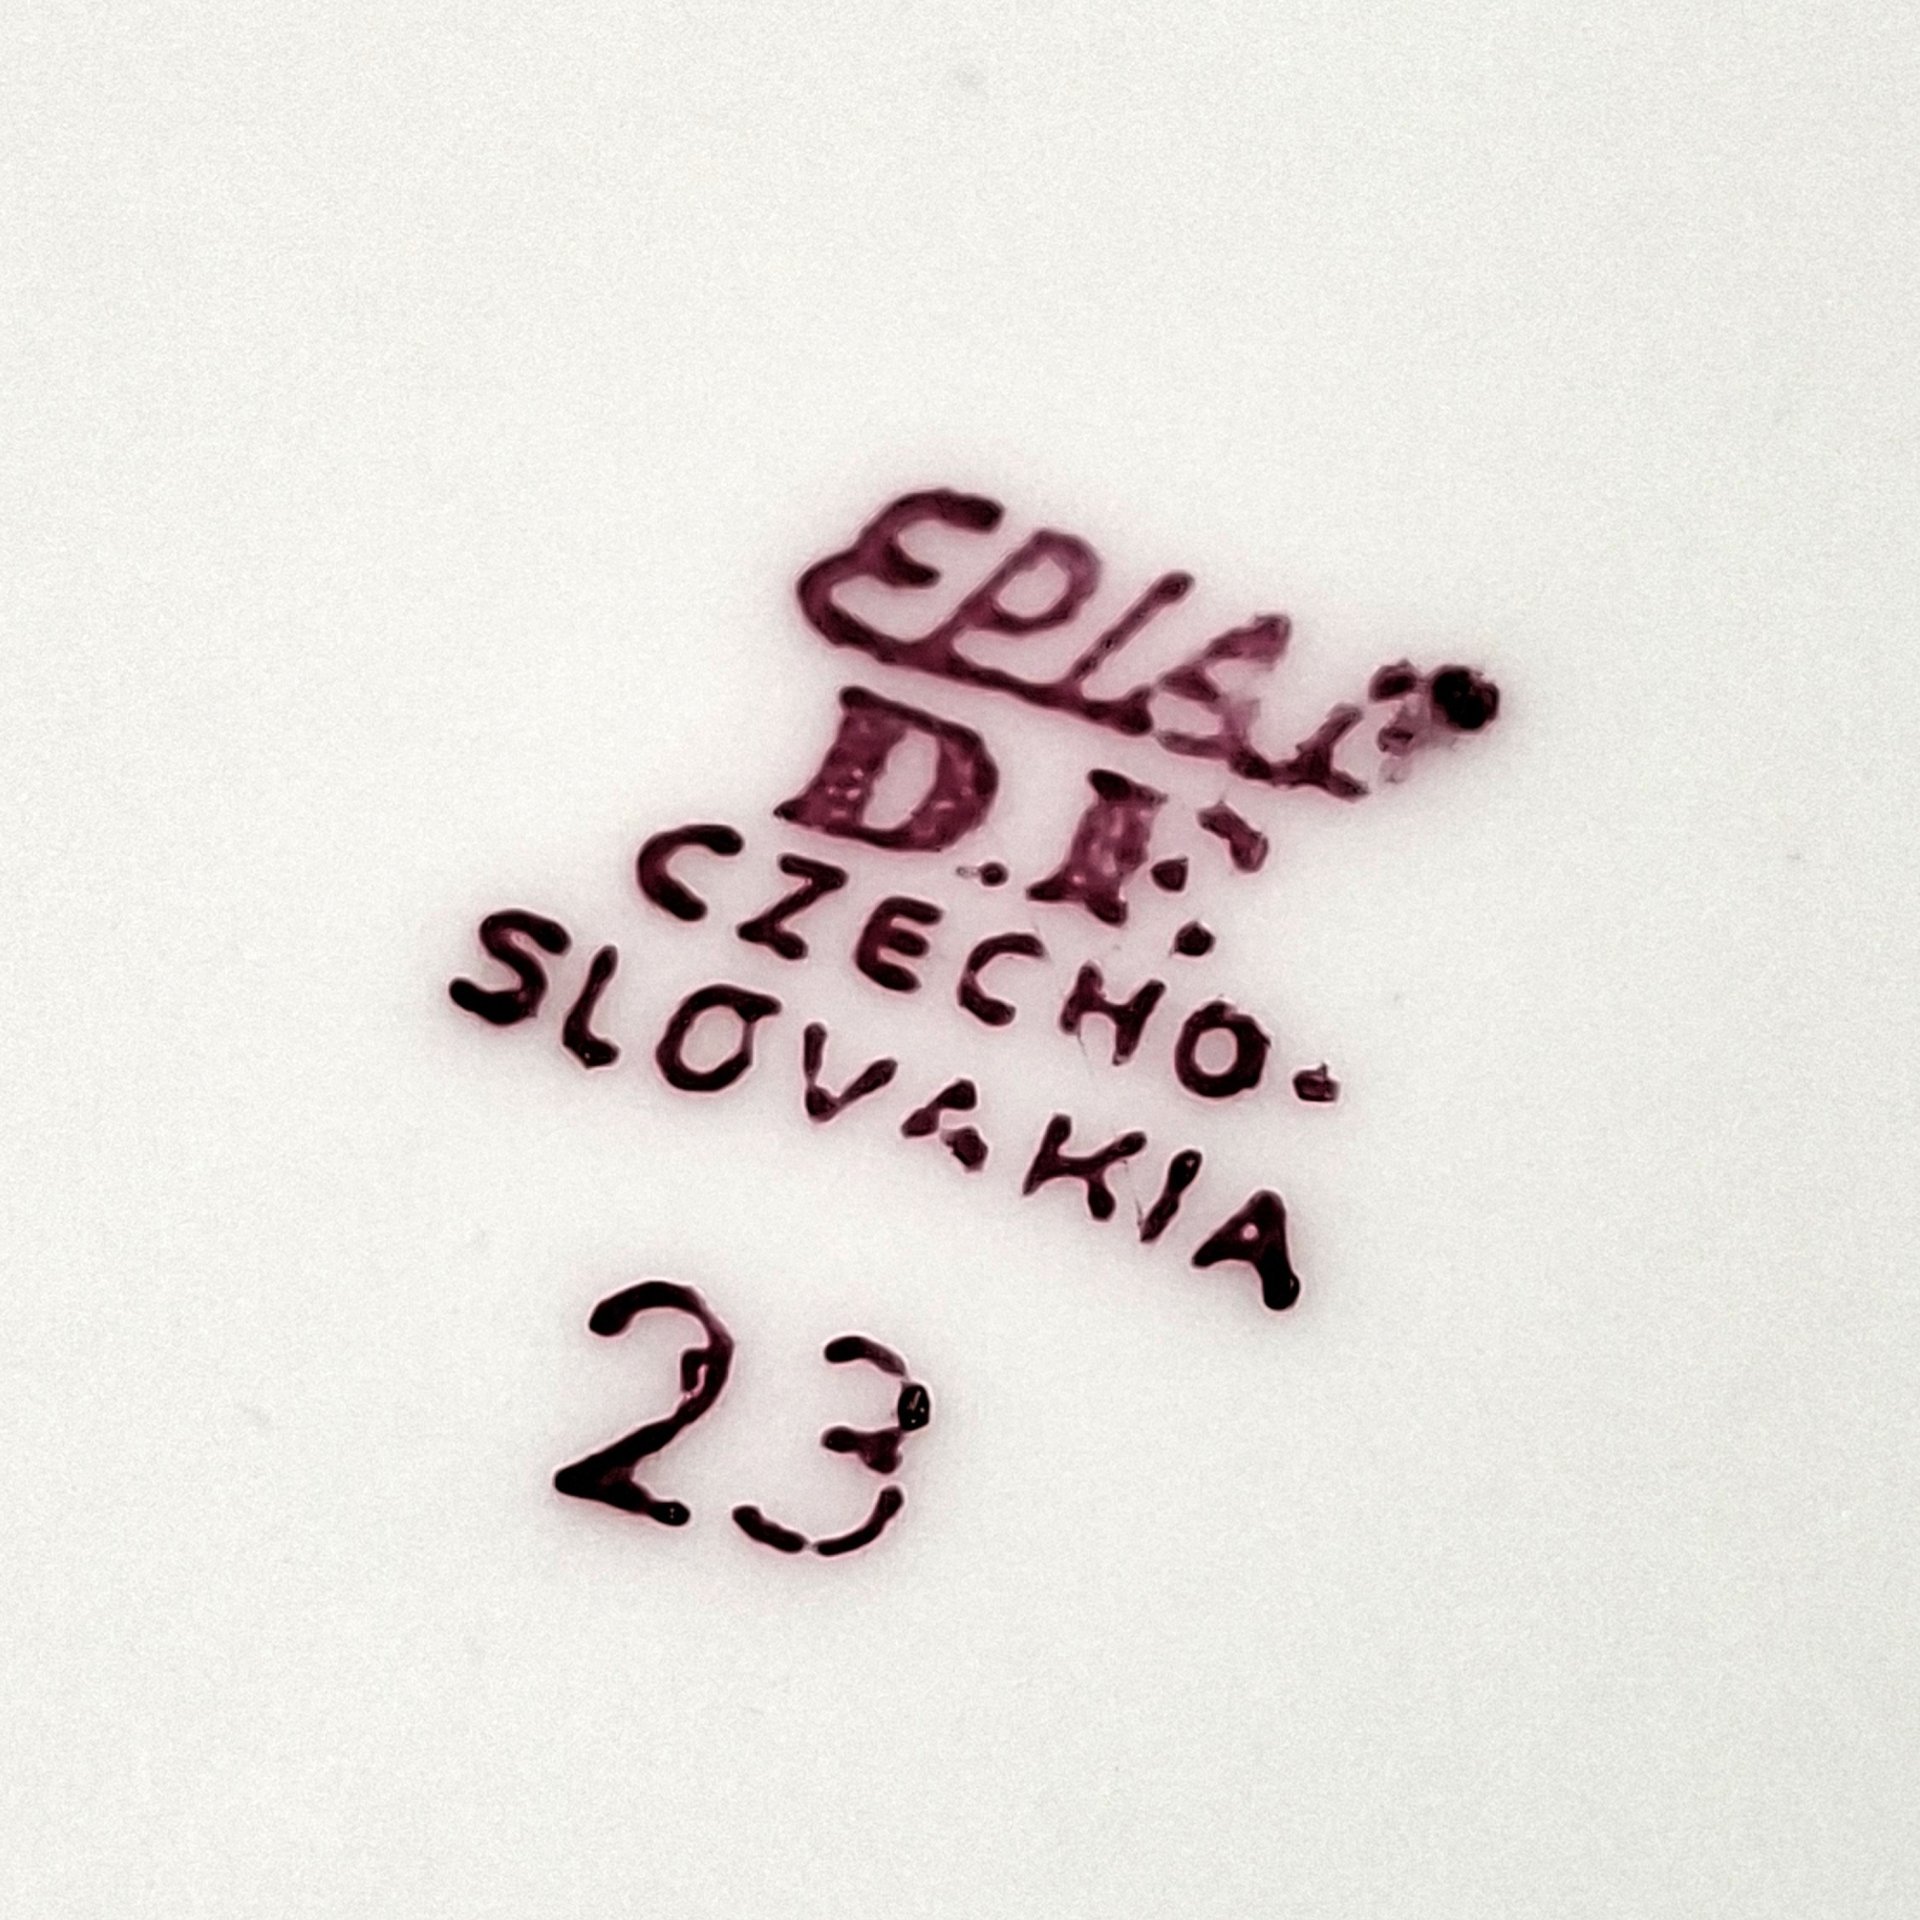 EPIAG
D.F.
CZECHO-
SLOVAKIA
23